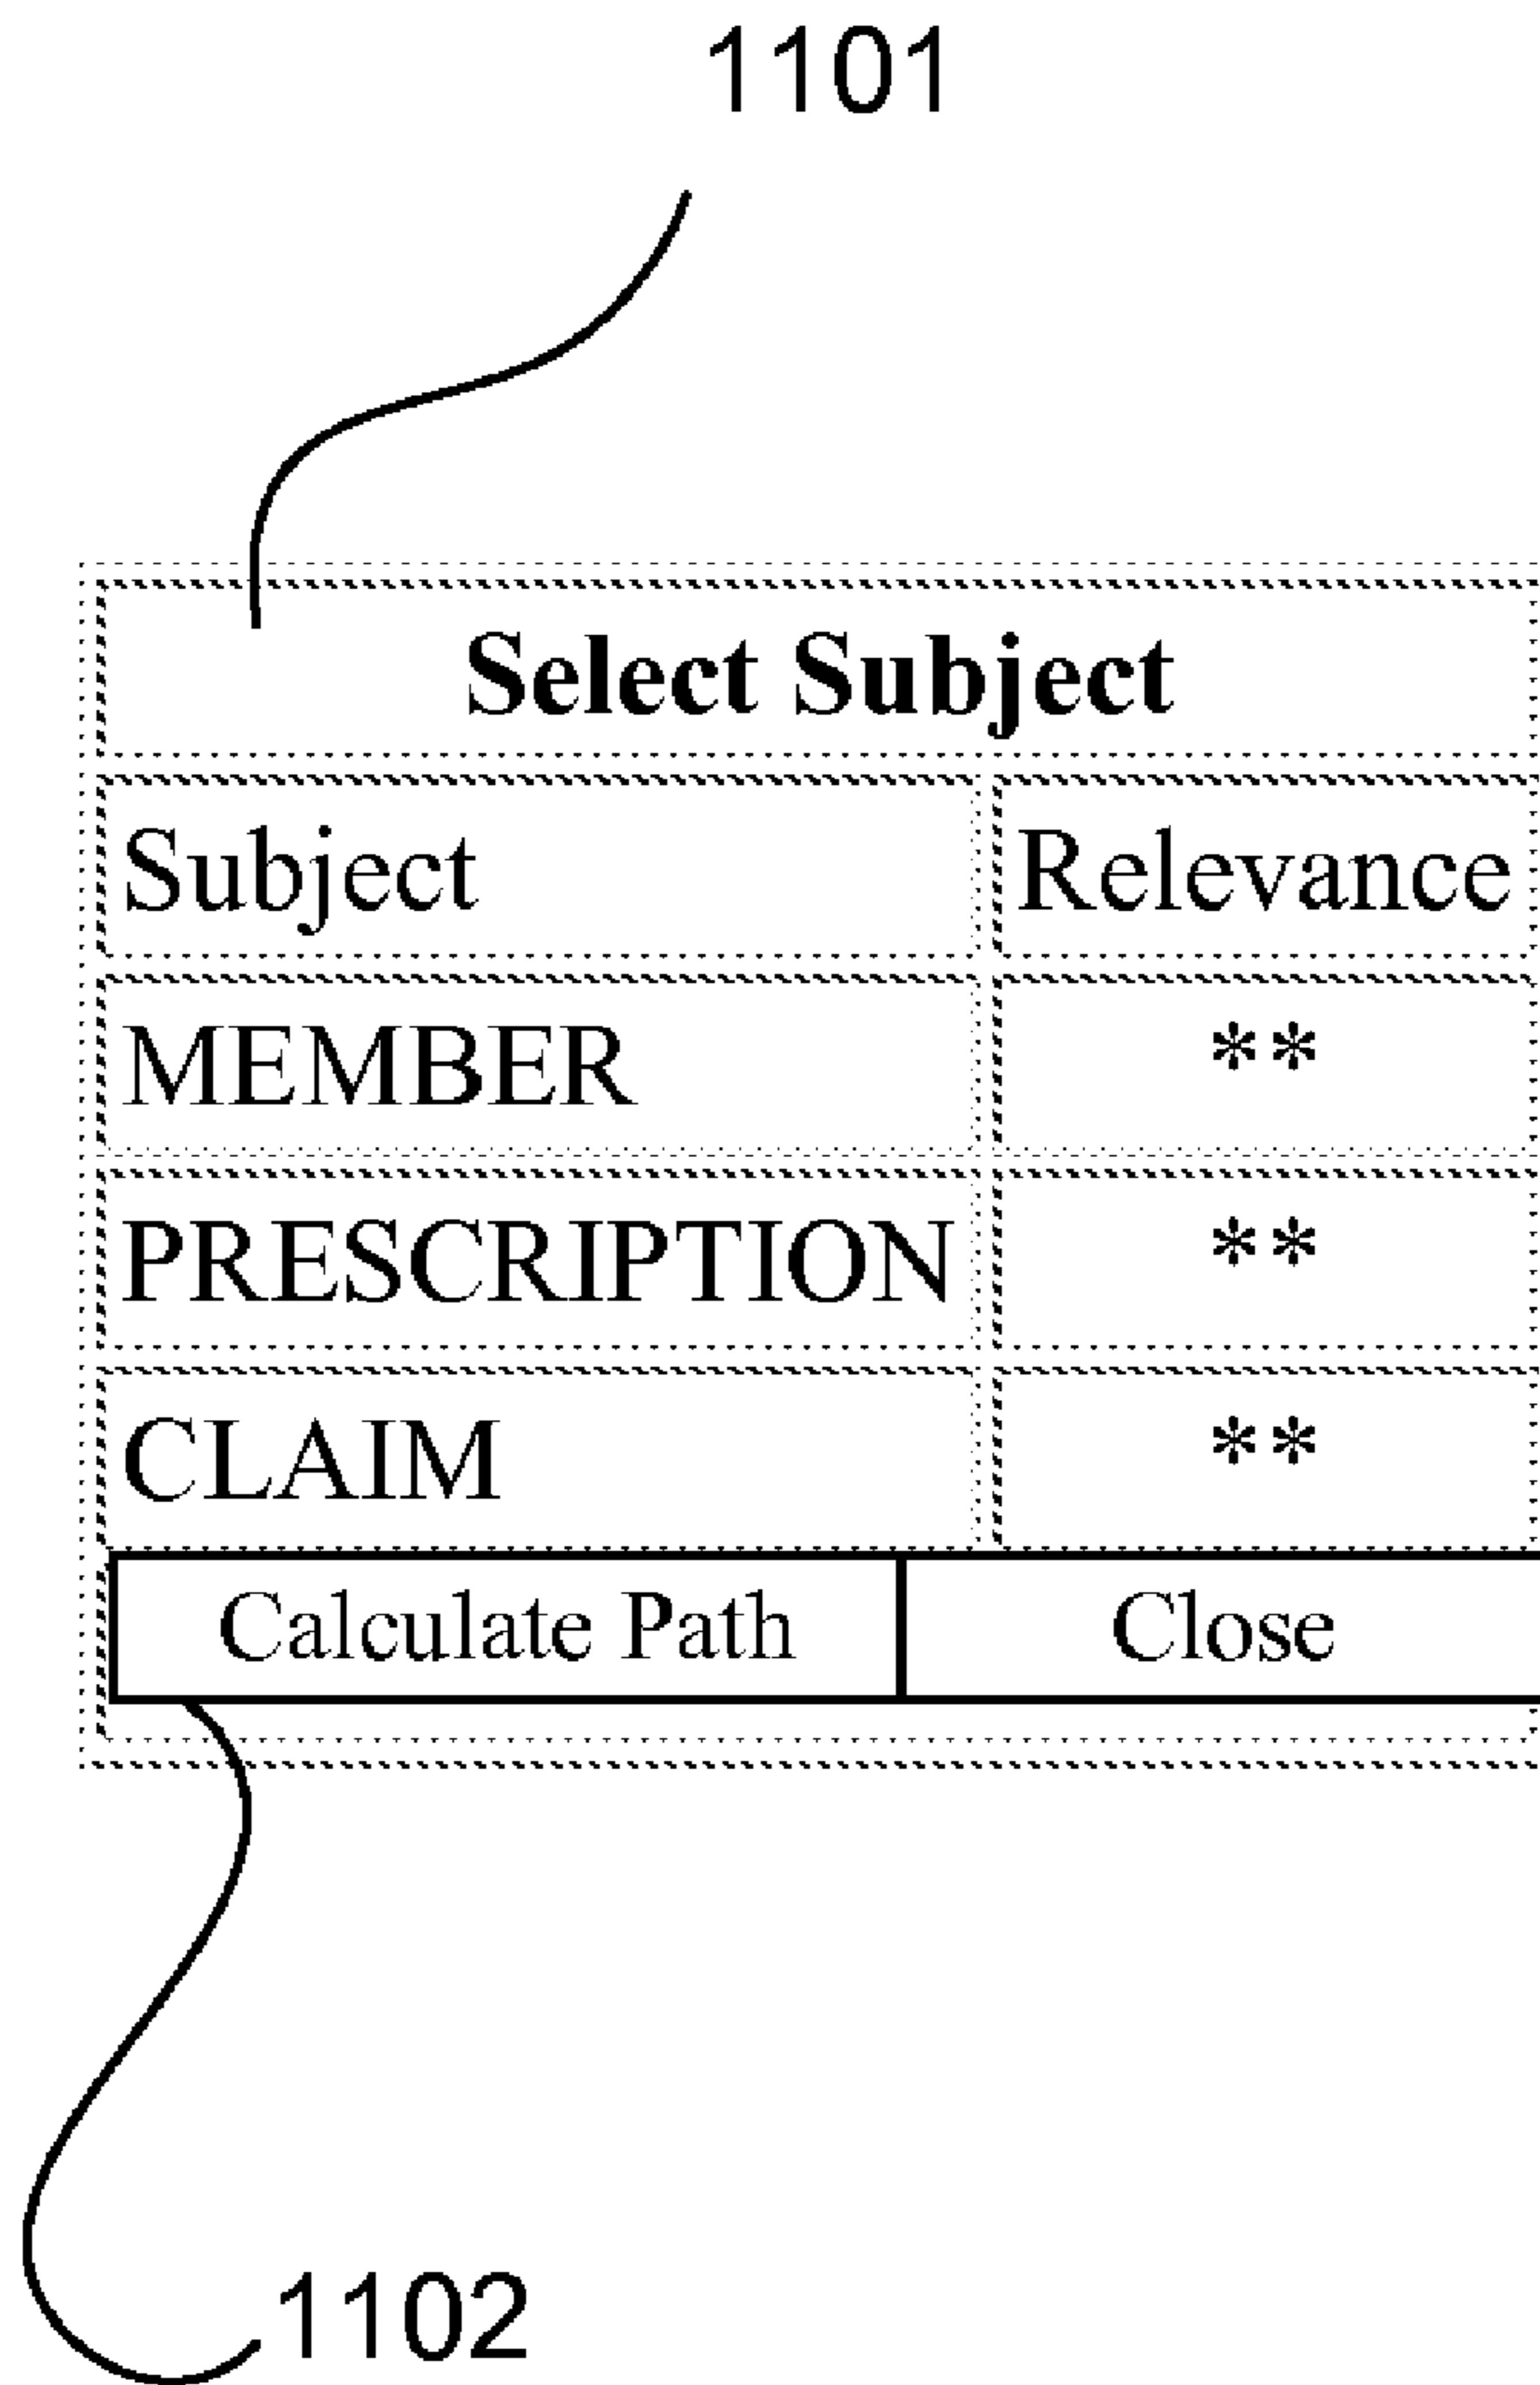 1101
Select Subject
Subject Relevance
MEMBER **
PRESCRIPTION **
CLAIM **
Calculate Path Close
1102